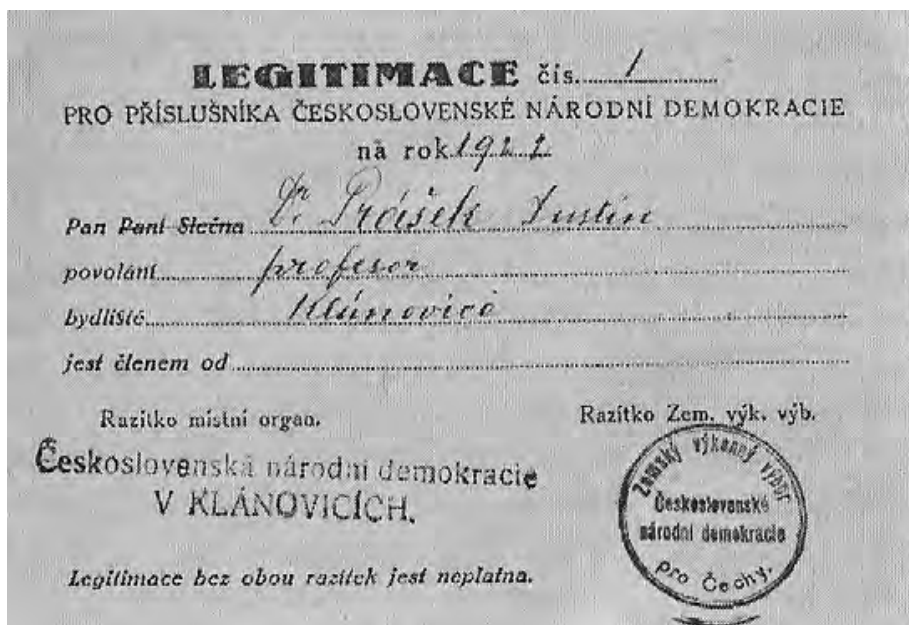 LEGITIMACE čís. 1
PRO PŘÍSLUŠNÍKA ČESKOSLOVENSKÉ NÁRODNÍ DEMOKRACIE
na rok 1922
Pan Paní Slečna Dr. Prášek Justin
povolání profesor
bydliště Klánovice
jest členem od
Razítko místní organ.
Razítko Zem. výk. výb.
Československá národní demokracie
V KLÁNOVICÍCH.
Zemský výkonný výbor
Československé
národní demokracie
pro Čechy.
Legitimace bez obou razítek jest neplatna.